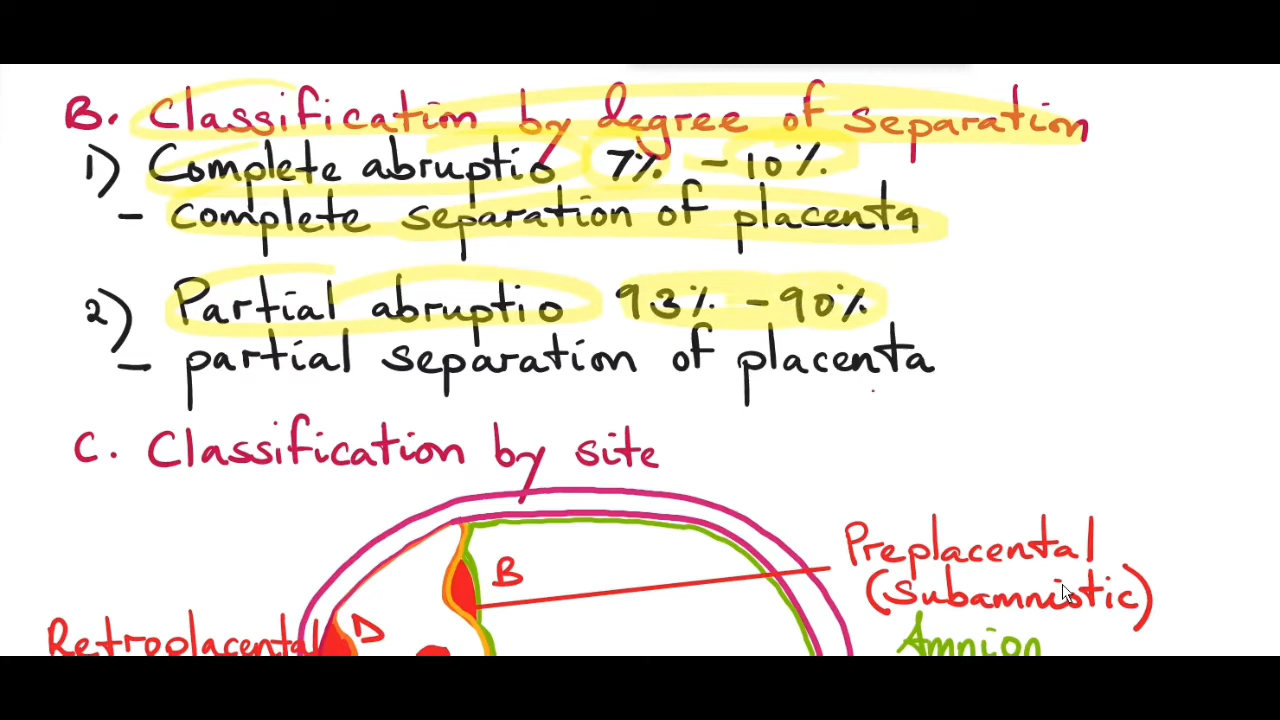 B. Classification by degree of separation
1) Complete abruptio 7% - 10%
- complete separation of placenta
2) Partial abruptio 93% - 90%
- partial separation of placenta
C. Classification by site
B
Preplacental
(subamniotic)
Retroplacental
D
Amnion